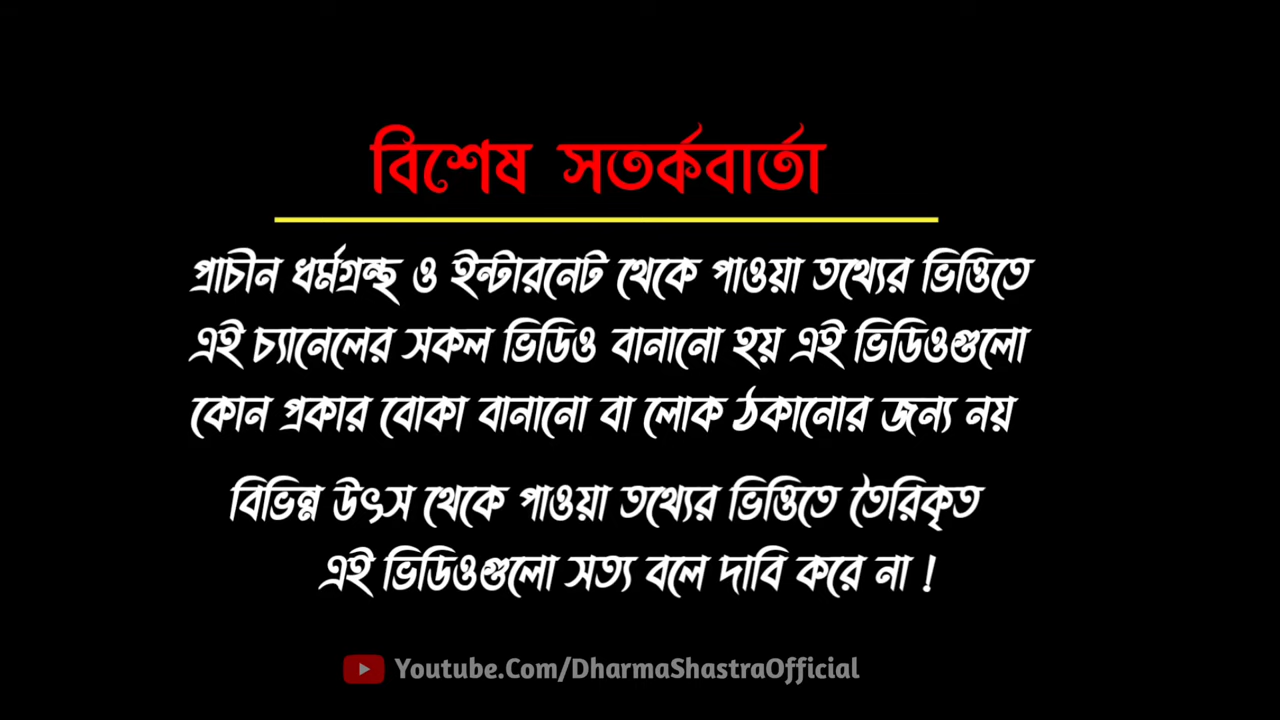 বিশেষ সতর্কবার্তা
প্রাচীন ধর্মগ্রন্থ ও ইন্টারনেট থেকে পাওয়া তথ্যের ভিত্তিতে
এই চ্যানেলের সকল ভিডিও বানানো হয় এই ভিডিওগুলো
কোন প্রকার বোকা বানানো বা লোক ঠকানোর জন্য নয়
বিভিন্ন উৎস থেকে পাওয়া তথ্যের ভিত্তিতে তৈরিকৃত
এই ভিডিওগুলো সত্য বলে দাবি করে না !
Youtube.Com/DharmaShastraOfficial